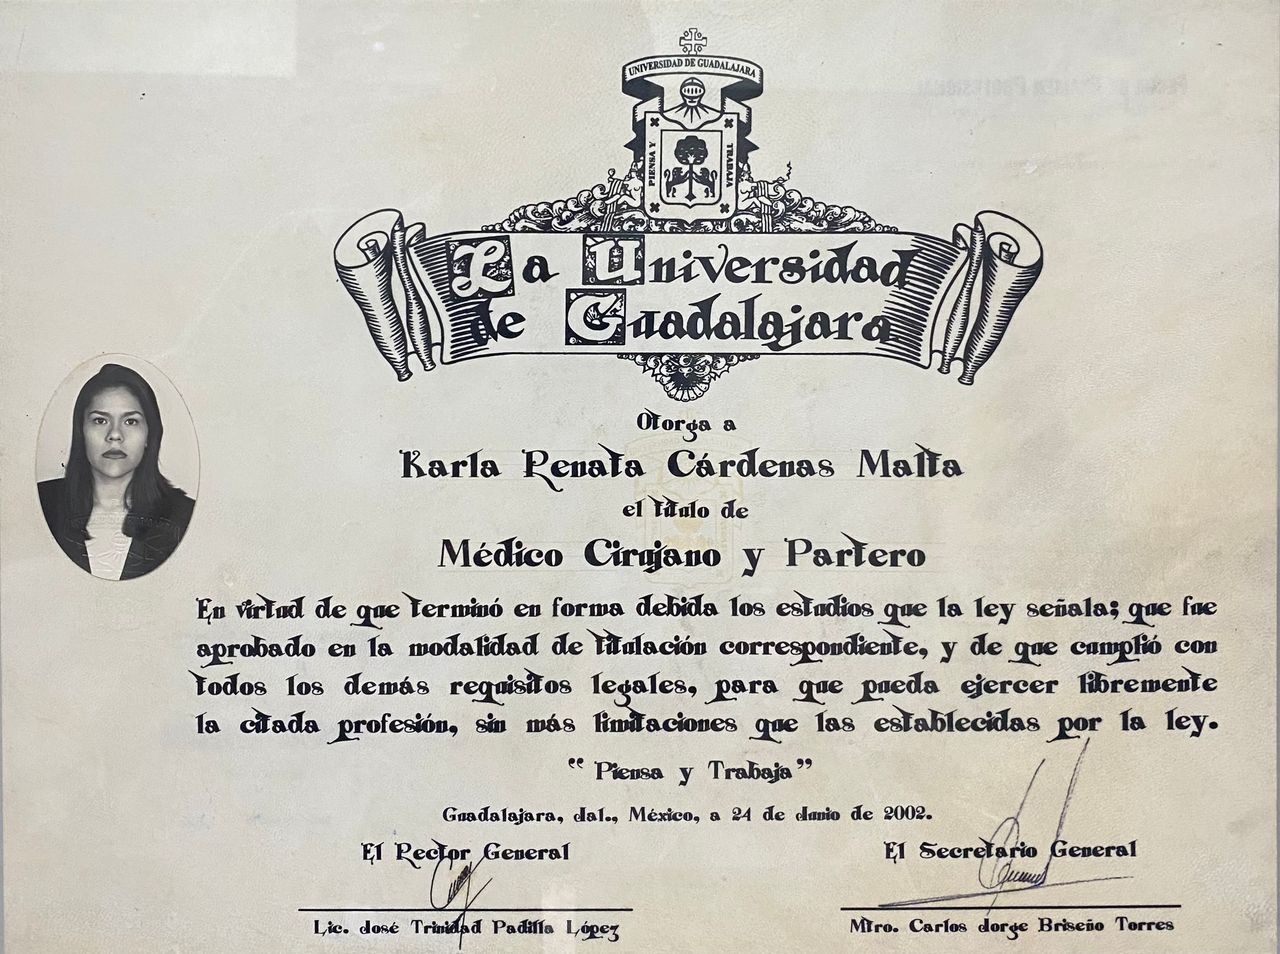 UNIVERSIDAD DE GUADALAJARA
PIENSA Y
TRABAJA
La Universidad
de Guadalajara
Otorga a
Karla Renata Cárdenas Malta
el título de
Médico Cirujano y Partero
En virtud de que terminó en forma debida los estudios que la ley señala; que fue
aprobado en la modalidad de titulación correspondiente, y de que cumplió con
todos los demás requisitos legales, para que pueda ejercer libremente
la citada profesión, sin más limitaciones que las establecidas por la ley.
“Piensa y Trabaja”
Guadalajara, Jal., México, a 24 de Junio de 2002.
El Rector General
El Secretario General
Lic. José Trinidad Padilla López
Mtro. Carlos Jorge Briseño Torres